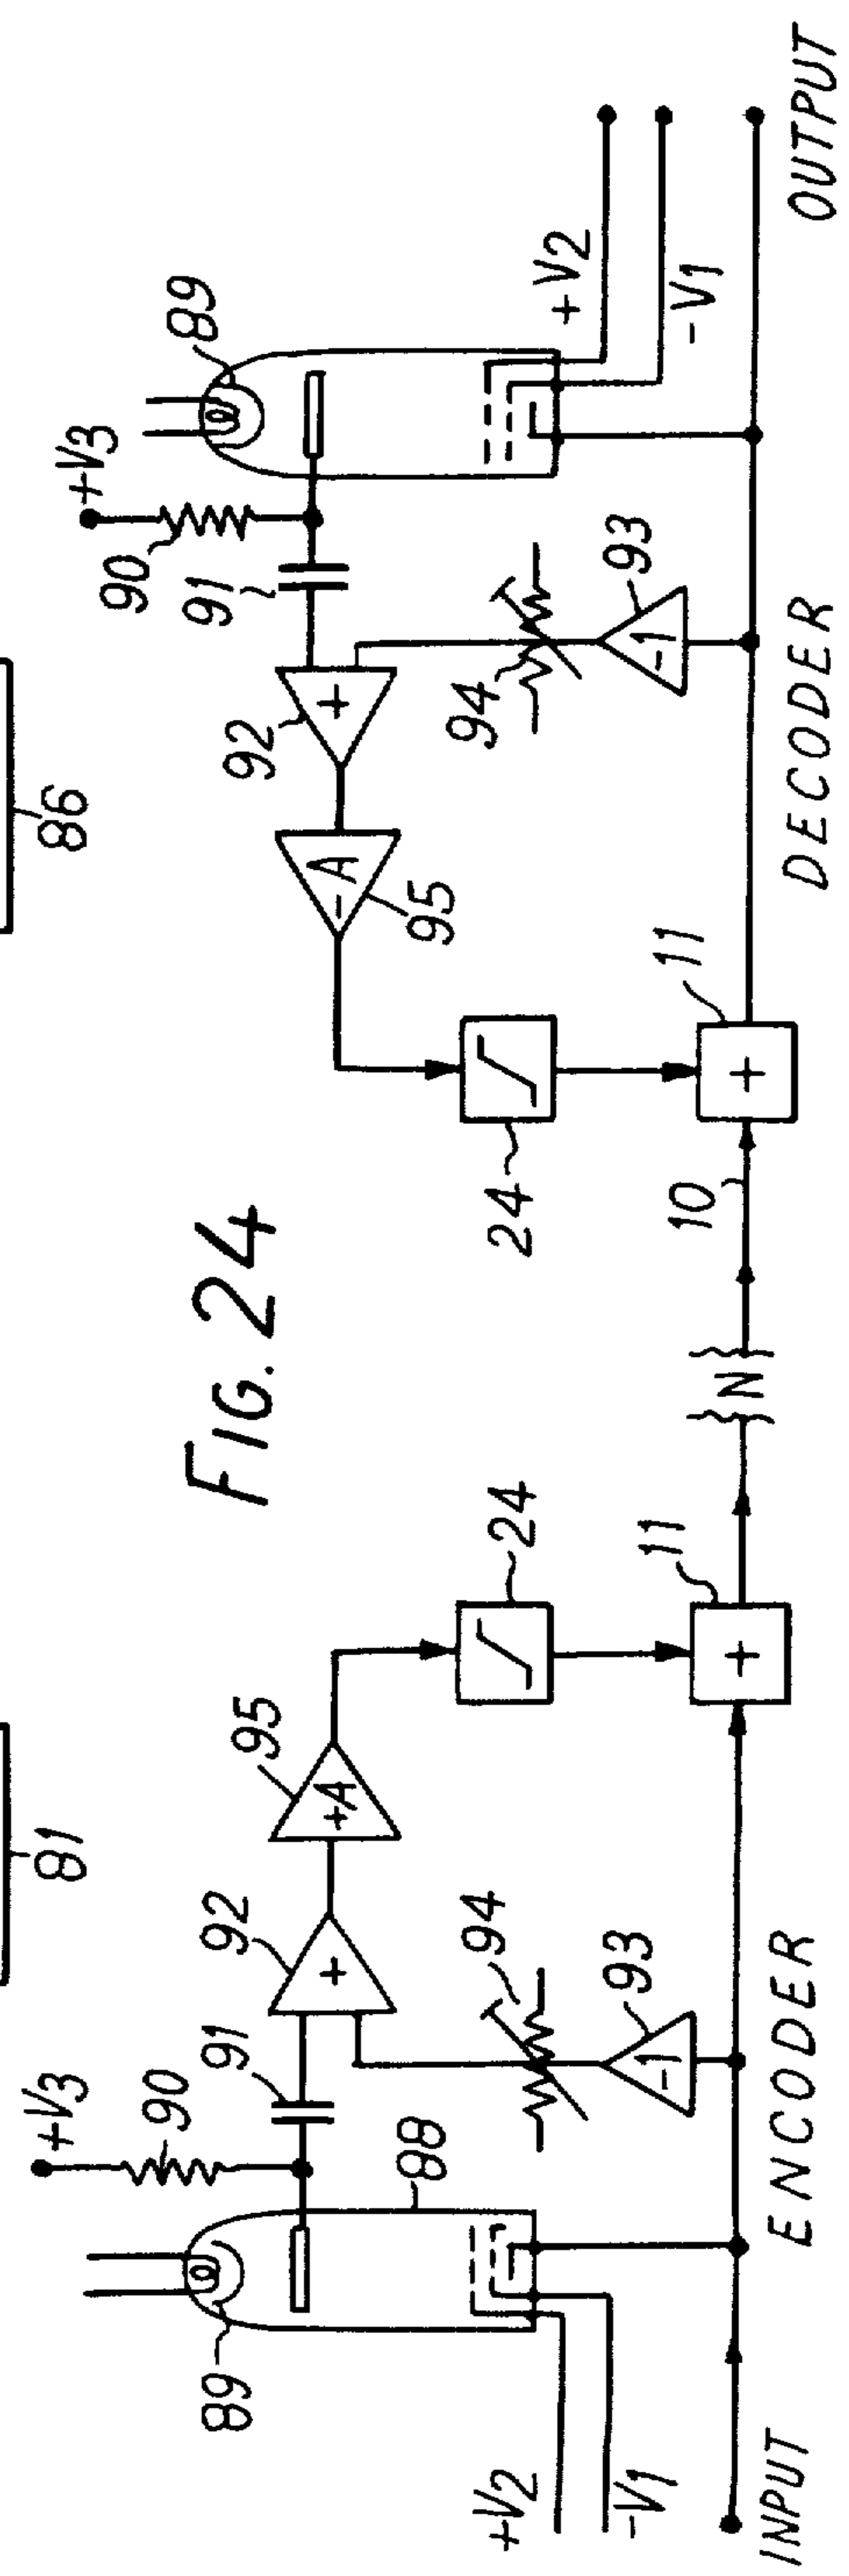 81
86
+V3
+V3
89
90
91
92
95
+A
+
88
94
93
-1
24
11
+
+V2
-V1
INPUT
ENCODER
FIG. 24
N
10
89
90
91
92
+
95
-A
94
93
-1
24
11
+
+V2
-V1
DECODER
OUTPUT